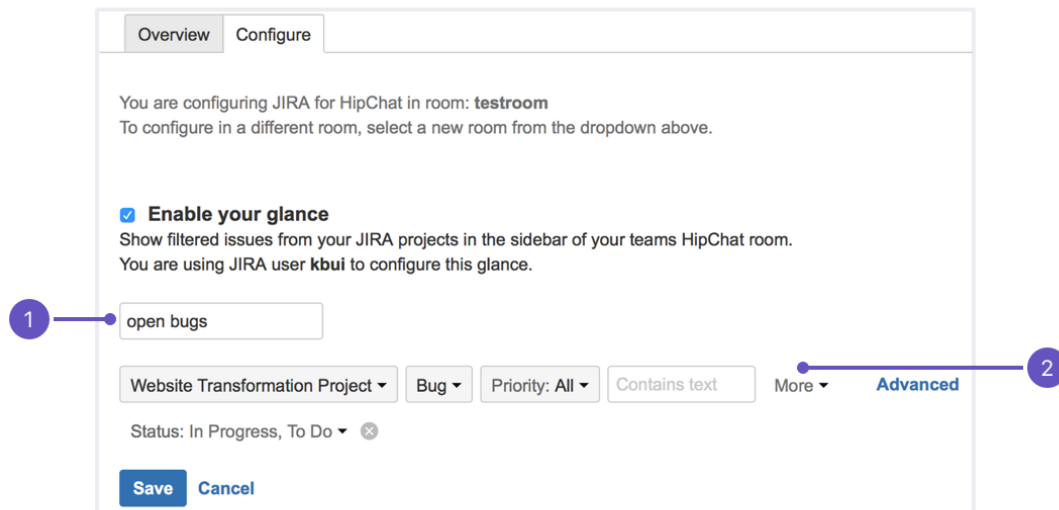 Overview Configure
You are configuring JIRA for HipChat in room: testroom
To configure in a different room, select a new room from the dropdown above.
Enable your glance
Show filtered issues from your JIRA projects in the sidebar of your teams HipChat room.
You are using JIRA user kbui to configure this glance.
1 open bugs
Website Transformation Project Bug Priority: All Contains text More Advanced 2
Status: In Progress, To Do
Save Cancel